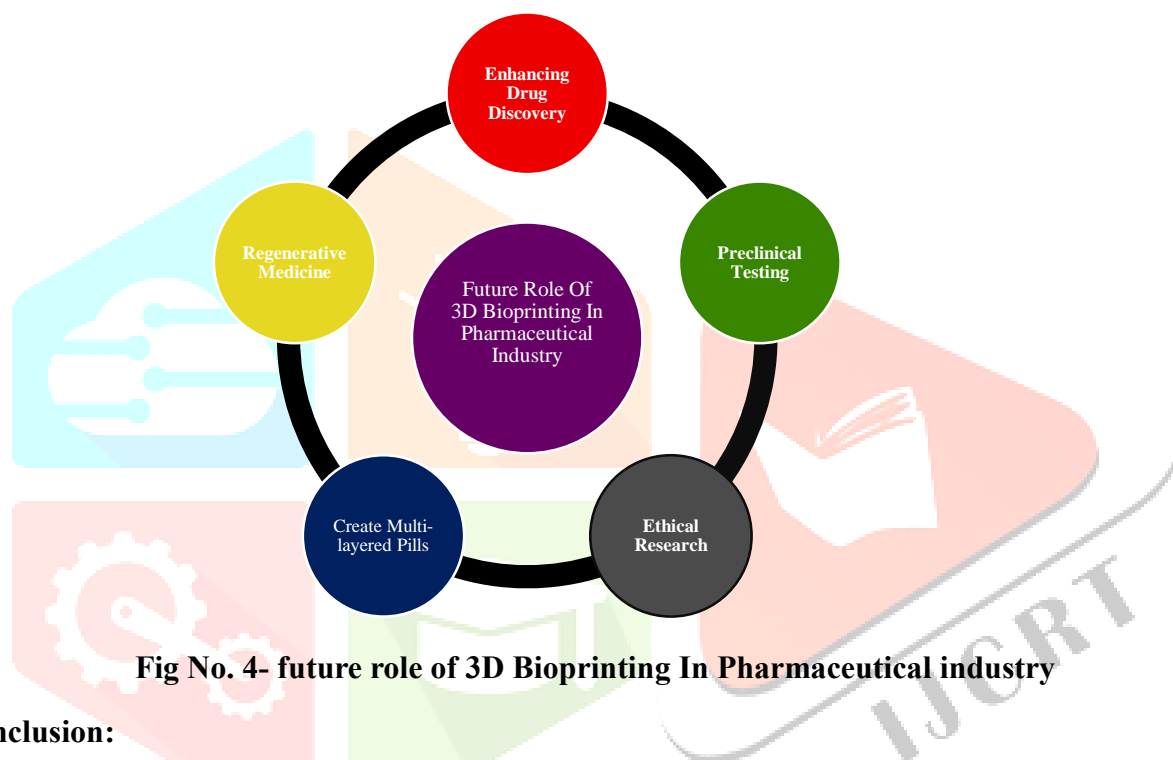 Enhancing
Drug
Discovery
Preclinical
Testing
Ethical
Research
Create Multi-
layered Pills
Regenerative
Medicine
Future Role Of
3D Bioprinting In
Pharmaceutical
Industry
Fig No. 4- future role of 3D Bioprinting In Pharmaceutical industry
nclusion:
IJCRT